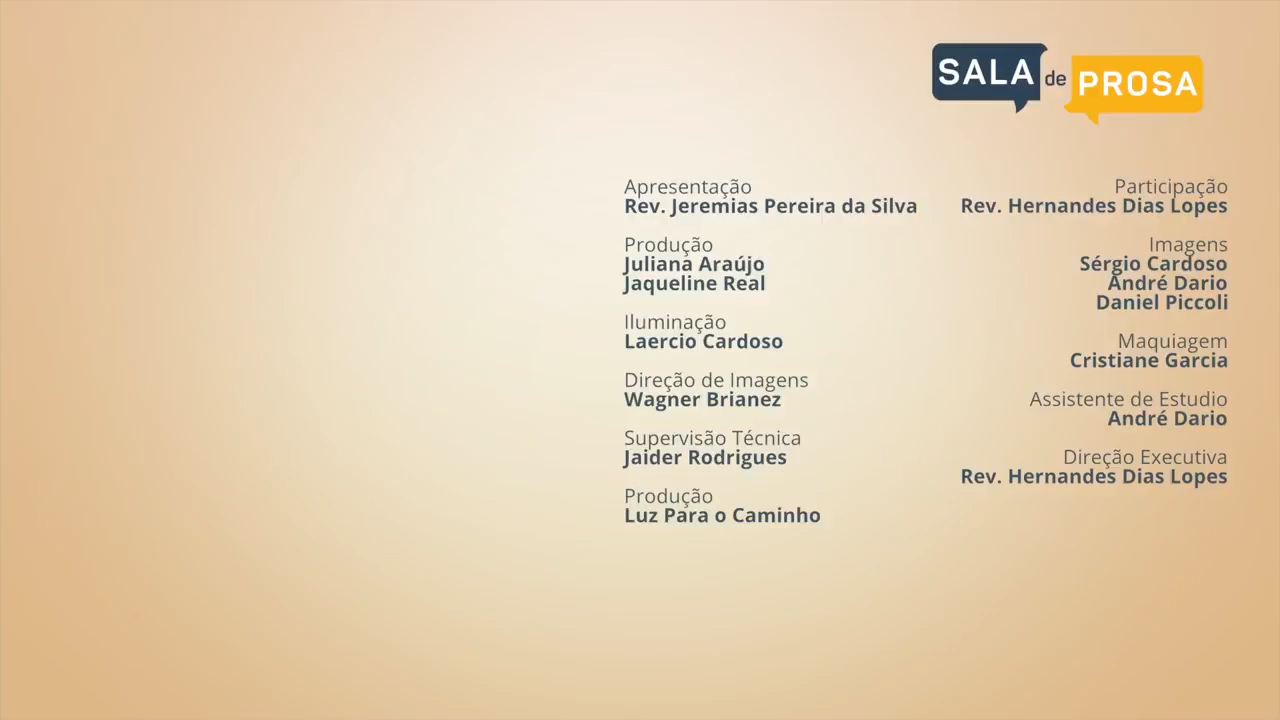 SALA de PROSA
Apresentação
Rev. Jeremias Pereira da Silva
Produção
Juliana Araújo
Jaqueline Real
Iluminação
Laercio Cardoso
Direção de Imagens
Wagner Brianez
Supervisão Técnica
Jaider Rodrigues
Produção
Luz Para o Caminho
Participação
Rev. Hernandes Dias Lopes
Imagens
Sérgio Cardoso
André Dario
Daniel Piccoli
Maquiagem
Cristiane Garcia
Assistente de Estudio
André Dario
Direção Executiva
Rev. Hernandes Dias Lopes